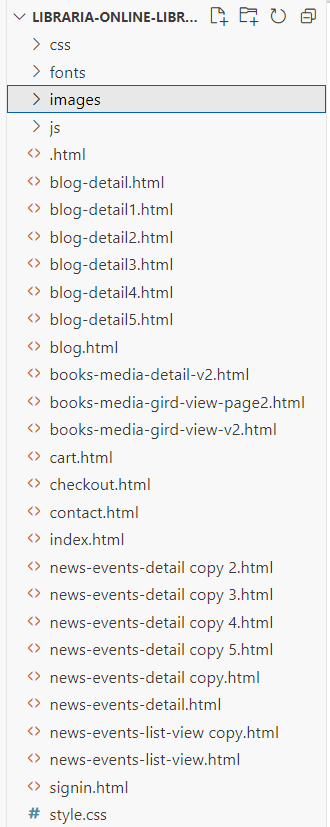 LIBRARIA-ONLINE-LIBR...
css
fonts
images
js
.html
blog-detail.html
blog-detail1.html
blog-detail2.html
blog-detail3.html
blog-detail4.html
blog-detail5.html
blog.html
books-media-detail-v2.html
books-media-gird-view-page2.html
books-media-gird-view-v2.html
cart.html
checkout.html
contact.html
index.html
news-events-detail copy 2.html
news-events-detail copy 3.html
news-events-detail copy 4.html
news-events-detail copy 5.html
news-events-detail copy.html
news-events-detail.html
news-events-list-view copy.html
news-events-list-view.html
signin.html
style.css